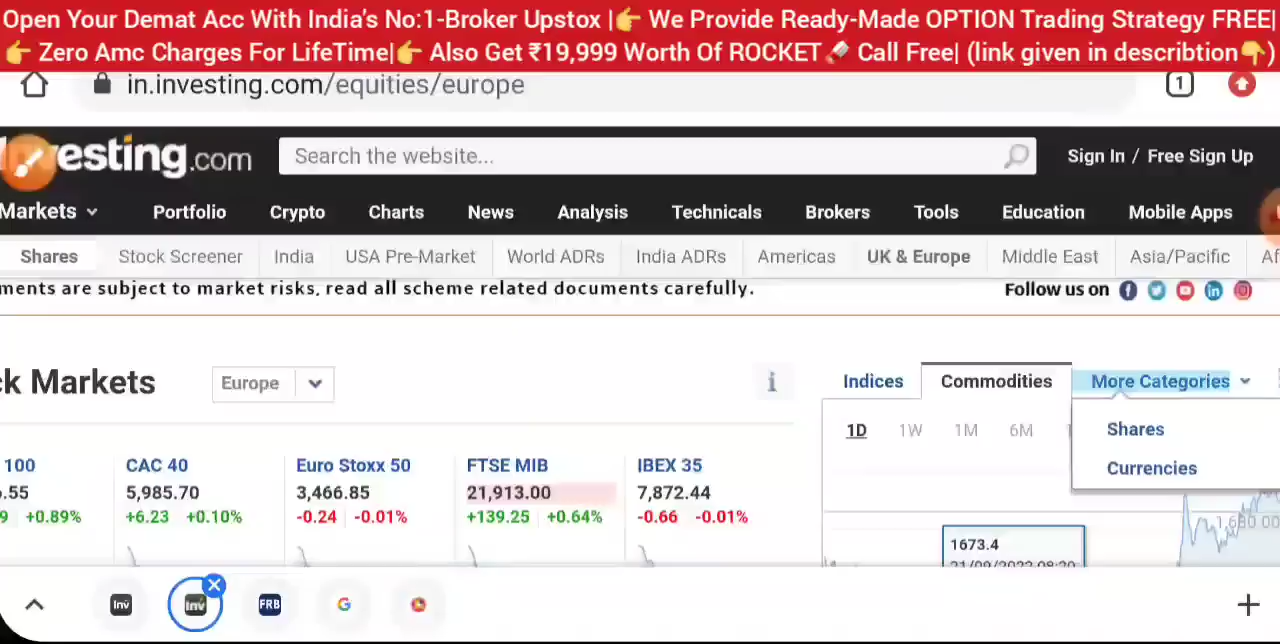 Open Your Demat Acc With India's No:1-Broker Upstox |👉 We Provide Ready-Made OPTION Trading Strategy FREE|
👉 Zero Amc Charges For LifeTime|👉 Also Get ₹19,999 Worth Of ROCKET🚀 Call Free| (link given in describtion👇)
in.investing.com/equities/europe
1
vesting.com
Search the website...
Sign In / Free Sign Up
Markets
Portfolio
Crypto
Charts
News
Analysis
Technicals
Brokers
Tools
Education
Mobile Apps
Shares
Stock Screener
India
USA Pre-Market
World ADRs
India ADRs
Americas
UK & Europe
Middle East
Asia/Pacific
Af
ments are subject to market risks, read all scheme related documents carefully.
Follow us on
ck Markets
Europe
Indices
Commodities
More Categories
1D
1W
1M
6M
Shares
Currencies
100
CAC 40
Euro Stoxx 50
FTSE MIB
IBEX 35
.55
5,985.70
3,466.85
21,913.00
7,872.44
9 +0.89%
+6.23 +0.10%
-0.24 -0.01%
+139.25 +0.64%
-0.66 -0.01%
1673.4
Inv
Inv
FRB
G